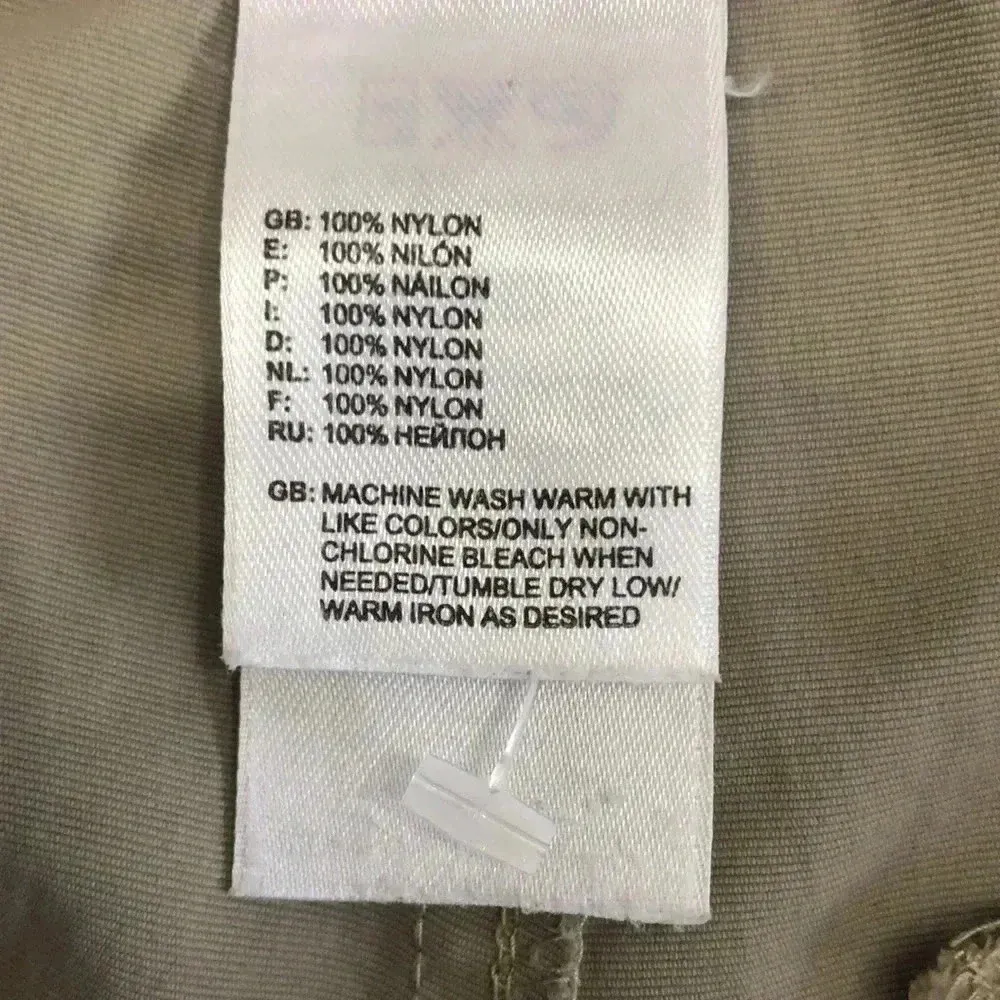 GB: 100% NYLON
E: 100% NILÓN
P: 100% NÁILON
I: 100% NYLON
D: 100% NYLON
NL: 100% NYLON
F: 100% NYLON
RU: 100% НЕЙЛОН
GB: MACHINE WASH WARM WITH
LIKE COLORS/ONLY NON-
CHLORINE BLEACH WHEN
NEEDED/TUMBLE DRY LOW/
WARM IRON AS DESIRED